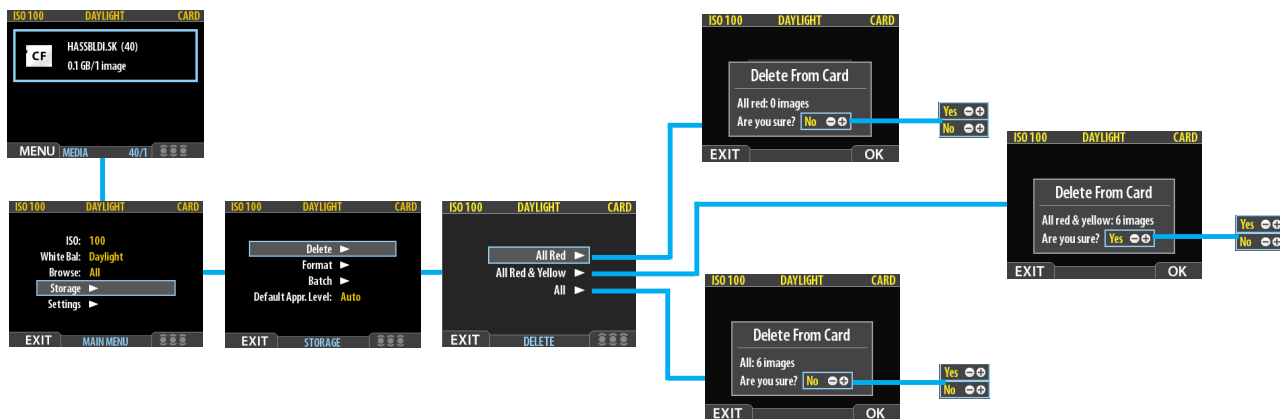 ISO 100 DAYLIGHT CARD
CF
HASSBLDI.SK (40)
0.1 GB/1 image
MENU MEDIA 40/1
ISO 100 DAYLIGHT CARD
ISO: 100
White Bal: Daylight
Browse: All
Storage
Settings
EXIT MAIN MENU
ISO 100 DAYLIGHT CARD
Delete
Format
Batch
Default Appr. Level: Auto
EXIT STORAGE
ISO 100 DAYLIGHT CARD
All Red
All Red & Yellow
All
EXIT DELETE
ISO 100 DAYLIGHT CARD
Delete From Card
All red: 0 images
Are you sure? No
EXIT OK
Yes
No
ISO 100 DAYLIGHT CARD
Delete From Card
All red & yellow: 6 images
Are you sure? Yes
EXIT OK
Yes
No
ISO 100 DAYLIGHT CARD
Delete From Card
All: 6 images
Are you sure? No
EXIT OK
Yes
No